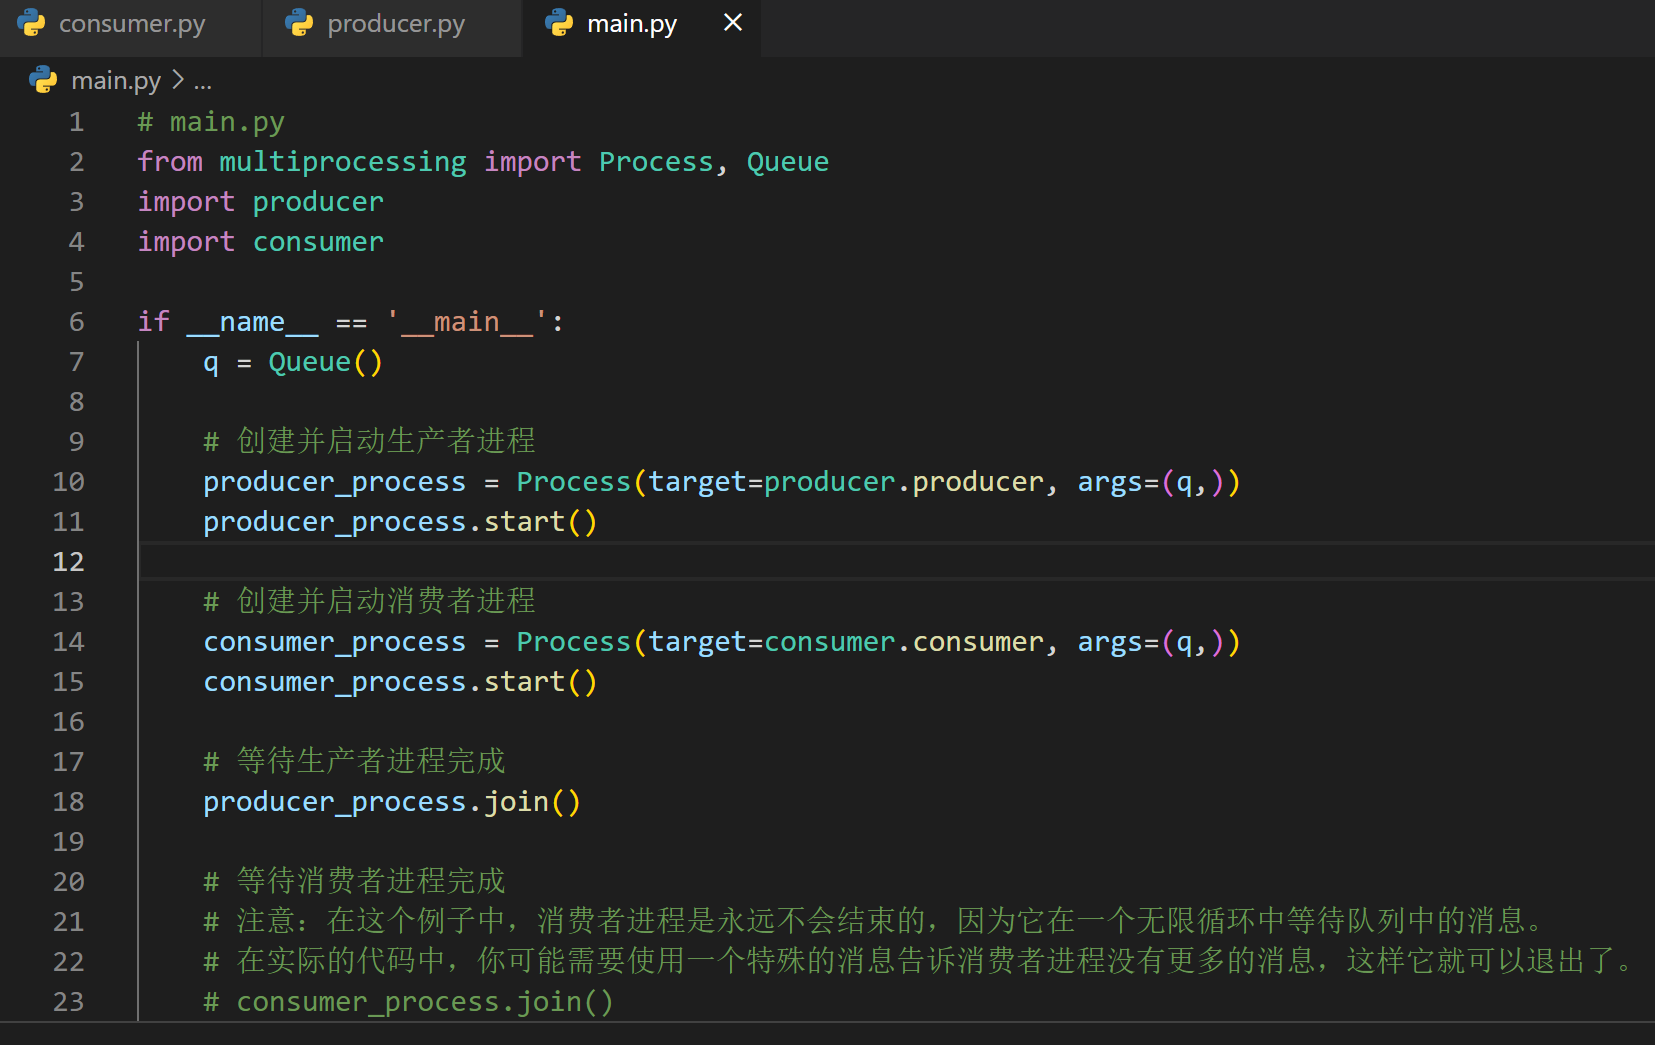 consumer.py producer.py main.py
main.py > ...
1 # main.py
2 from multiprocessing import Process, Queue
3 import producer
4 import consumer
5
6 if __name__ == '__main__':
7     q = Queue()
8
9     # 创建并启动生产者进程
10     producer_process = Process(target=producer.producer, args=(q,))
11     producer_process.start()
12
13     # 创建并启动消费者进程
14     consumer_process = Process(target=consumer.consumer, args=(q,))
15     consumer_process.start()
16
17     # 等待生产者进程完成
18     producer_process.join()
19
20     # 等待消费者进程完成
21     # 注意：在这个例子中，消费者进程是永远不会结束的，因为它在一个无限循环中等待队列中的消息。
22     # 在实际的代码中，你可能需要使用一个特殊的消息告诉消费者进程没有更多的消息，这样它就可以退出了。
23     # consumer_process.join()